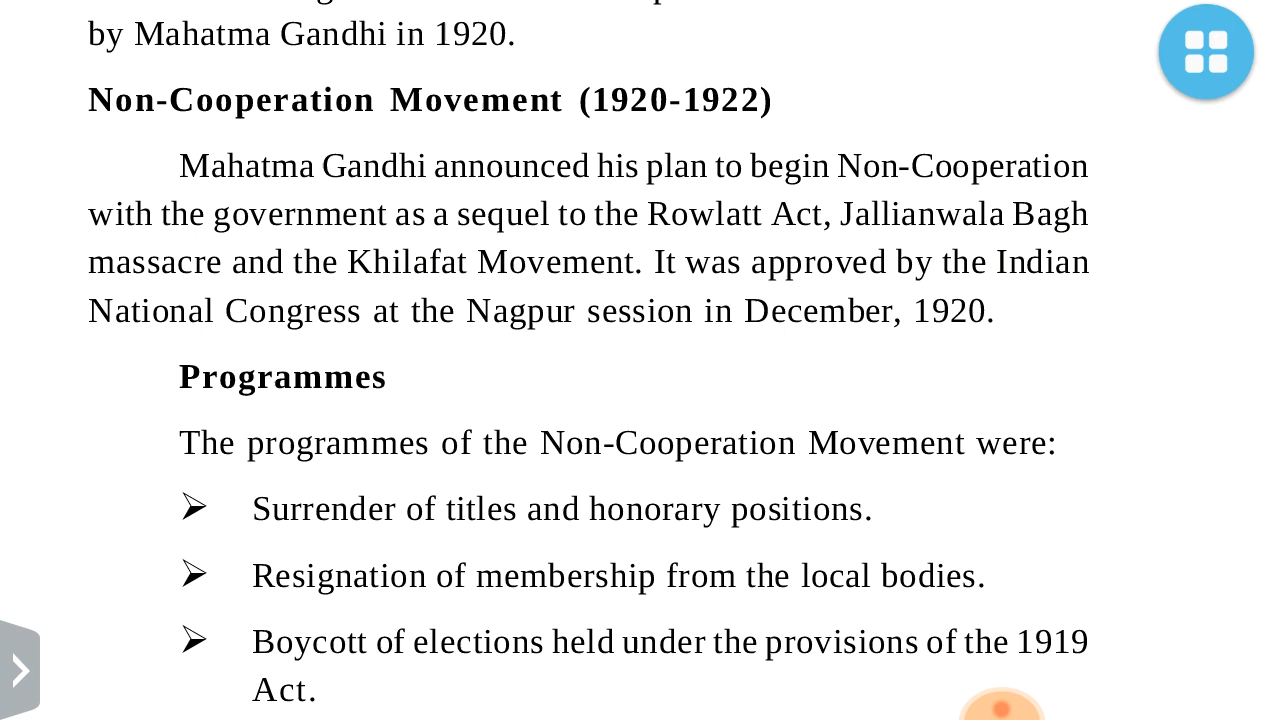 by Mahatma Gandhi in 1920.
Non-Cooperation Movement (1920-1922)
Mahatma Gandhi announced his plan to begin Non-Cooperation
with the government as a sequel to the Rowlatt Act, Jallianwala Bagh
massacre and the Khilafat Movement. It was approved by the Indian
National Congress at the Nagpur session in December, 1920.
Programmes
The programmes of the Non-Cooperation Movement were:
➢ Surrender of titles and honorary positions.
➢ Resignation of membership from the local bodies.
➢ Boycott of elections held under the provisions of the 1919
Act.